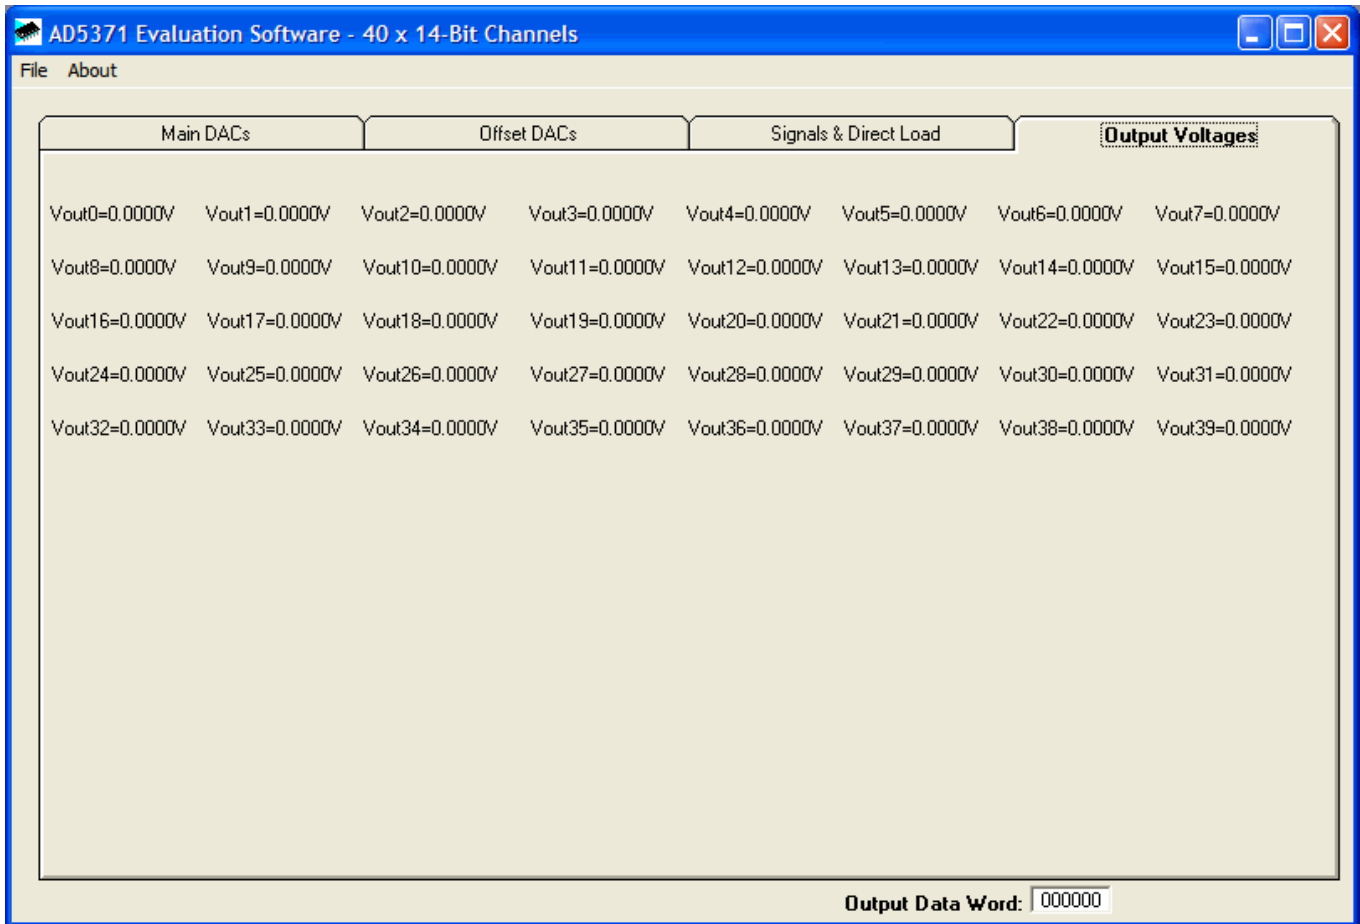 AD5371 Evaluation Software - 40 x 14-Bit Channels
File About
Main DACs Offset DACs Signals & Direct Load Output Voltages
Vout0=0.0000V Vout1=0.0000V Vout2=0.0000V Vout3=0.0000V Vout4=0.0000V Vout5=0.0000V Vout6=0.0000V Vout7=0.0000V
Vout8=0.0000V Vout9=0.0000V Vout10=0.0000V Vout11=0.0000V Vout12=0.0000V Vout13=0.0000V Vout14=0.0000V Vout15=0.0000V
Vout16=0.0000V Vout17=0.0000V Vout18=0.0000V Vout19=0.0000V Vout20=0.0000V Vout21=0.0000V Vout22=0.0000V Vout23=0.0000V
Vout24=0.0000V Vout25=0.0000V Vout26=0.0000V Vout27=0.0000V Vout28=0.0000V Vout29=0.0000V Vout30=0.0000V Vout31=0.0000V
Vout32=0.0000V Vout33=0.0000V Vout34=0.0000V Vout35=0.0000V Vout36=0.0000V Vout37=0.0000V Vout38=0.0000V Vout39=0.0000V
Output Data Word: 000000